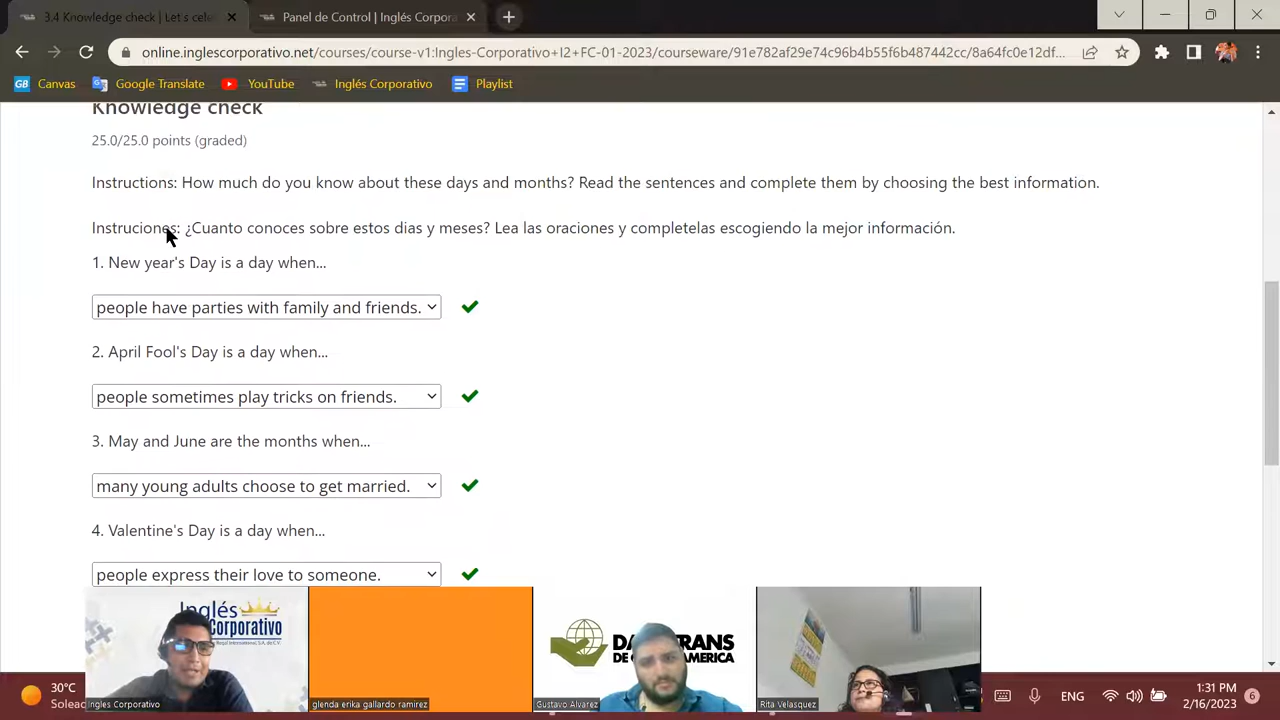 3.4 Knowledge check | Let's cele
Panel de Control | Inglés Corpora
online.inglescorporativo.net/courses/course-v1:Ingles-Corporativo+I2+FC-01-2023/courseware/91e782af29e74c96b4b55f6b487442cc/8a64fc0e12df...
GB Canvas Google Translate YouTube Inglés Corporativo Playlist
Knowledge check
25.0/25.0 points (graded)
Instructions: How much do you know about these days and months? Read the sentences and complete them by choosing the best information.
Instruciones: ¿Cuanto conoces sobre estos dias y meses? Lea las oraciones y completelas escogiendo la mejor información.
1. New year's Day is a day when...
people have parties with family and friends.
2. April Fool's Day is a day when...
people sometimes play tricks on friends.
3. May and June are the months when...
many young adults choose to get married.
4. Valentine's Day is a day when...
people express their love to someone.
Inglés
Corporativo
Inglés Corporativo
glenda erika gallardo ramirez
Gustavo Alvarez
Rita Velasquez
30°C
Soleac
ENG
1:31 PM
2/16/2023
6